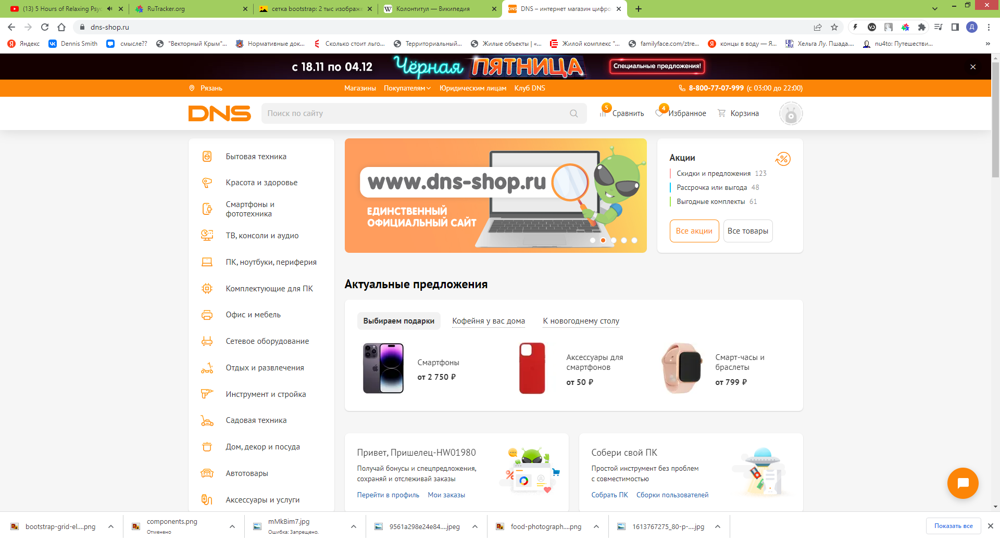 (13) 5 Hours of Relaxing Psyc
RuTracker.org
сетка bootstrap: 2 тыс изображе
Колонтитул — Википедия
DNS – интернет магазин цифро
dns-shop.ru
Яндекс
Dennis Smith
смысле??
"Векторный Крым"...
Нормативные док...
Сколько стоит льго...
Территориальный...
Жилые объекты | «...
Жилой комплекс "...
familyface.com/ztre...
концы в воду — Я...
Хельга Лу. Пшада....
nu4to: Путешестви...
с 18.11 по 04.12
Чёрная ПЯТНИЦА
Специальные предложения!
Рязань
Магазины
Покупателям
Юридическим лицам
Клуб DNS
8-800-77-07-999 (с 03:00 до 22:00)
DNS
Поиск по сайту
5
Сравнить
4
Избранное
Корзина
Бытовая техника
Красота и здоровье
Смартфоны и
фототехника
ТВ, консоли и аудио
ПК, ноутбуки, периферия
Комплектующие для ПК
Офис и мебель
Сетевое оборудование
Отдых и развлечения
Инструмент и стройка
Садовая техника
Дом, декор и посуда
Автотовары
Аксессуары и услуги
www.dns-shop.ru
ЕДИНСТВЕННЫЙ
ОФИЦИАЛЬНЫЙ САЙТ
Акции
Скидки и предложения 123
Рассрочка или выгода 48
Выгодные комплекты 61
Все акции
Все товары
Актуальные предложения
Выбираем подарки
Кофейня у вас дома
К новогоднему столу
Смартфоны
от 2 750 ₽
Аксессуары для
смартфонов
от 50 ₽
Смарт-часы и
браслеты
от 799 ₽
Привет, Пришелец-HW01980
Получай бонусы и спецпредложения,
сохраняй и отслеживай заказы
Перейти в профиль
Мои заказы
Собери свой ПК
Простой инструмент без проблем
с совместимостью
Собрать ПК
Сборки пользователей
bootstrap-grid-el....png
components.png
Отменено
mMkBim7.jpg
Ошибка: Запрещено.
9561a298e24e84....jpeg
food-photograph....png
1613767275_80-p-....jpg
Показать все